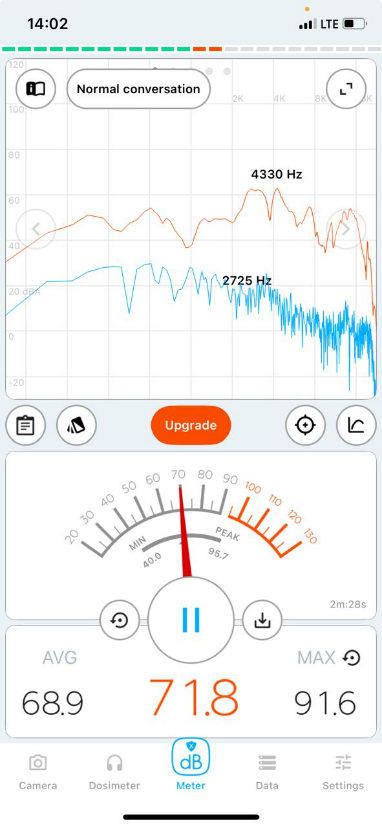 14:02
LTE
120
Normal conversation
2K
4K
8K
100
80
4330 Hz
60
40
2725 Hz
20 dBA
0
-20
Upgrade
20 30 40 50 60 70 80 90 100 110 120 130
MIN
PEAK
40.0
96.7
2m:28s
AVG
MAX
68.9
71.8
91.6
dB
Camera
Dosimeter
Meter
Data
Settings